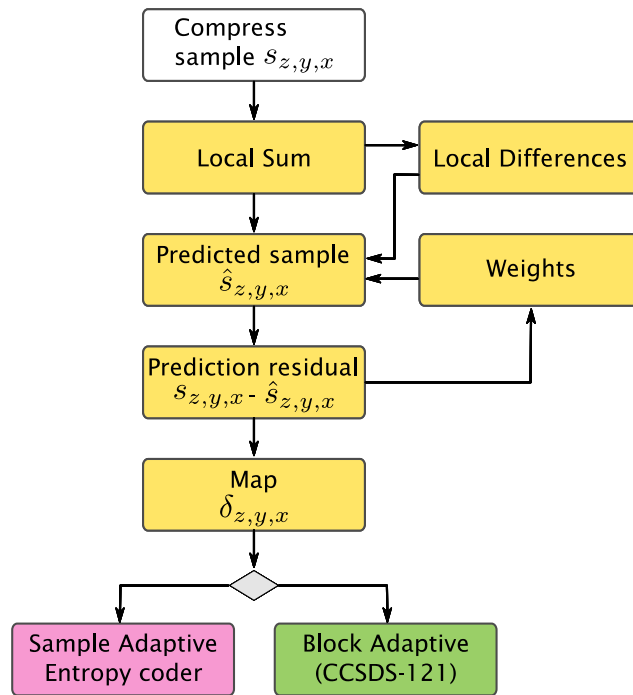 Compress
sample s_{z,y,x}
Local Sum
Local Differences
Predicted sample
ŝ_{z,y,x}
Weights
Prediction residual
s_{z,y,x} - ŝ_{z,y,x}
Map
δ_{z,y,x}
Sample Adaptive
Entropy coder
Block Adaptive
(CCSDS-121)